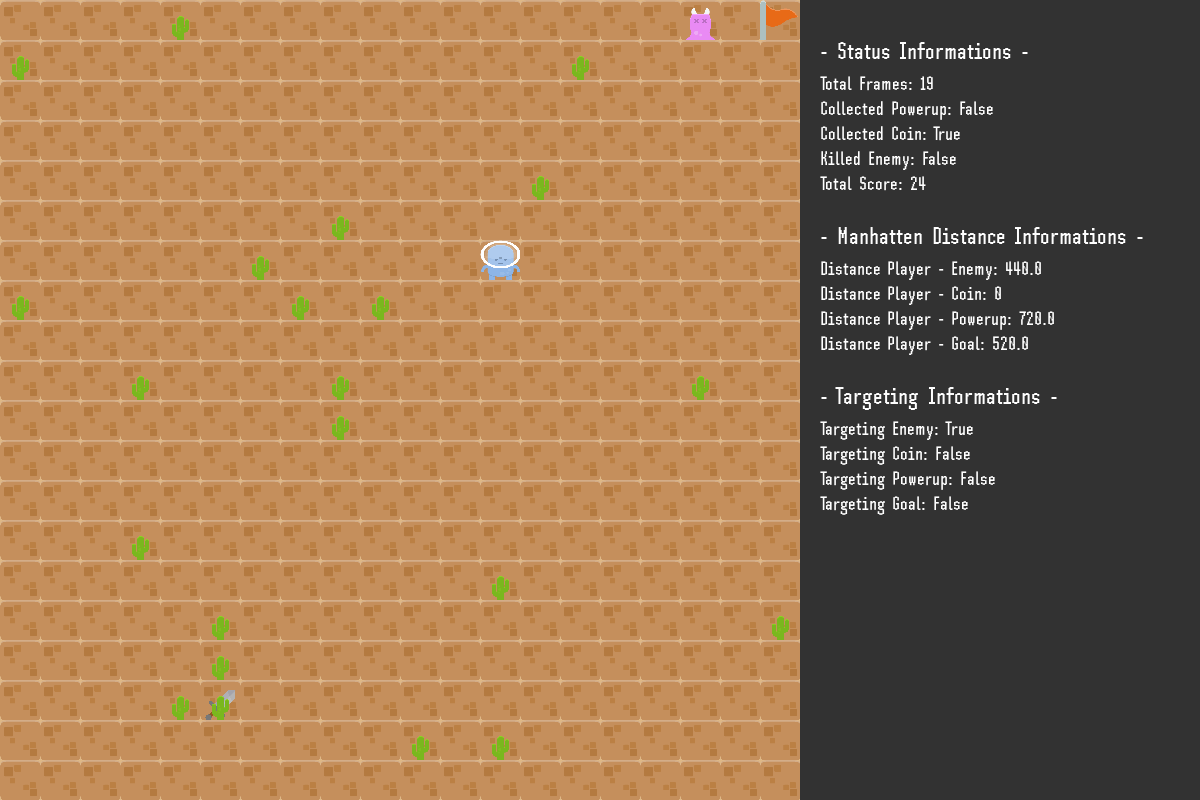 - Status Informations -
Total Frames: 19
Collected Powerup: False
Collected Coin: True
Killed Enemy: False
Total Score: 24
- Manhatten Distance Informations -
Distance Player - Enemy: 440.0
Distance Player - Coin: 0
Distance Player - Powerup: 720.0
Distance Player - Goal: 520.0
- Targeting Informations -
Targeting Enemy: True
Targeting Coin: False
Targeting Powerup: False
Targeting Goal: False